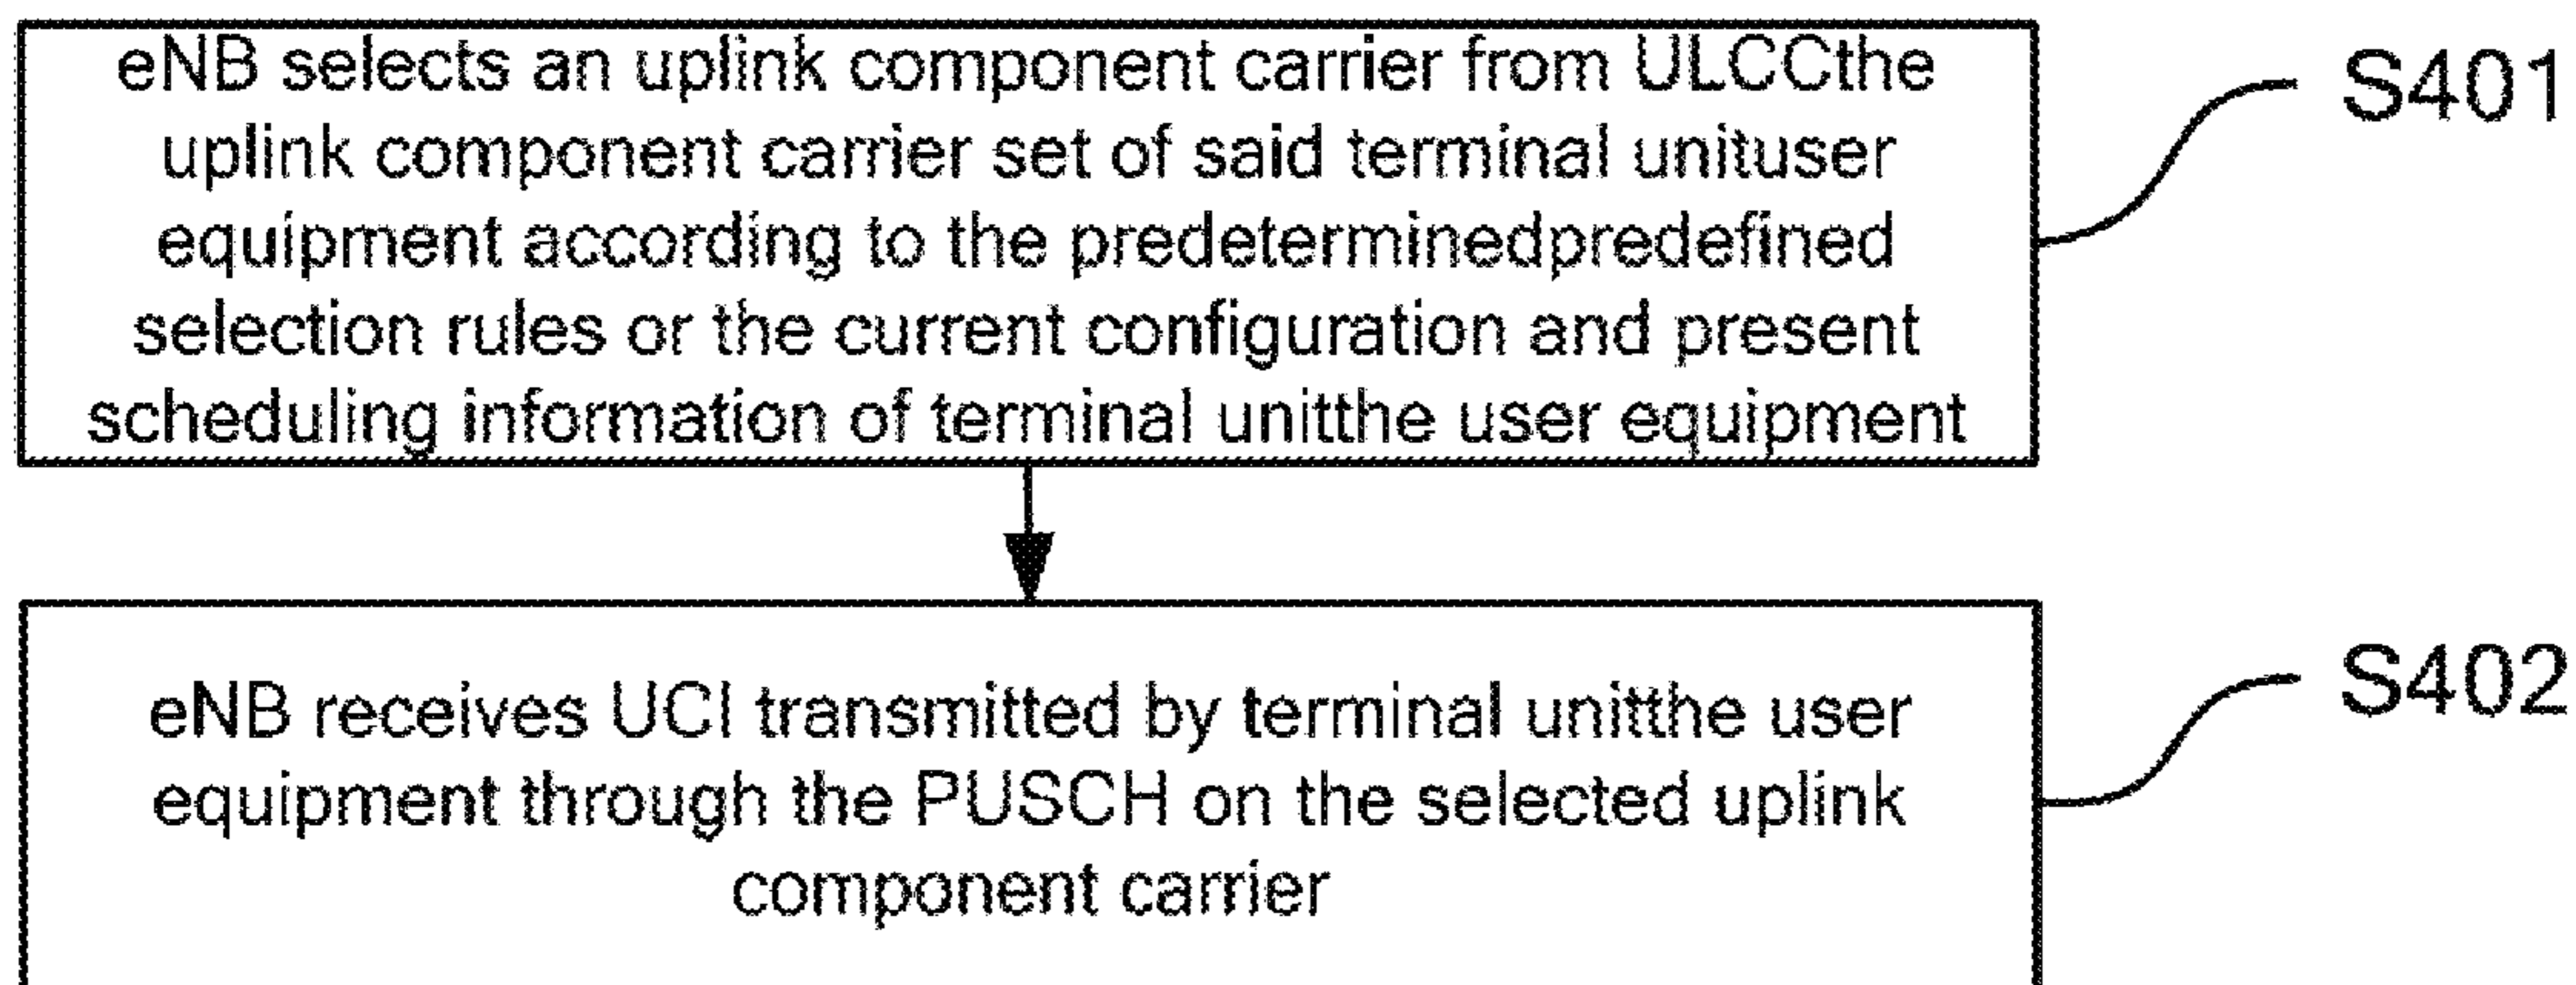 eNB selects an uplink component carrier from ULCCthe
uplink component carrier set of said terminal unituser
equipment according to the predeterminedpredefined
selection rules or the current configuration and present
scheduling information of terminal unitthe user equipment
S401
eNB receives UCI transmitted by terminal unitthe user
equipment through the PUSCH on the selected uplink
component carrier
S402